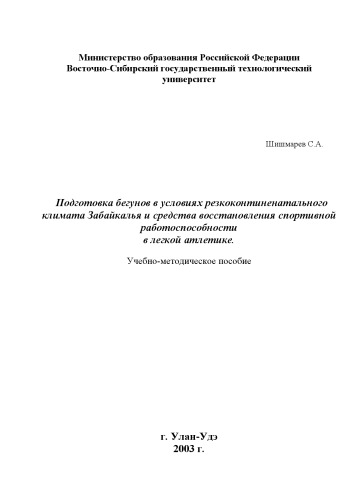 Министерство образования Российской Федерации
Восточно-Сибирский государственный технологический
университет
Шишмарев С.А.
Подготовка бегунов в условиях резкоконтиненатального
климата Забайкалья и средства восстановления спортивной
работоспособности
в легкой атлетике.
Учебно-методическое пособие
г. Улан-Удэ
2003 г.